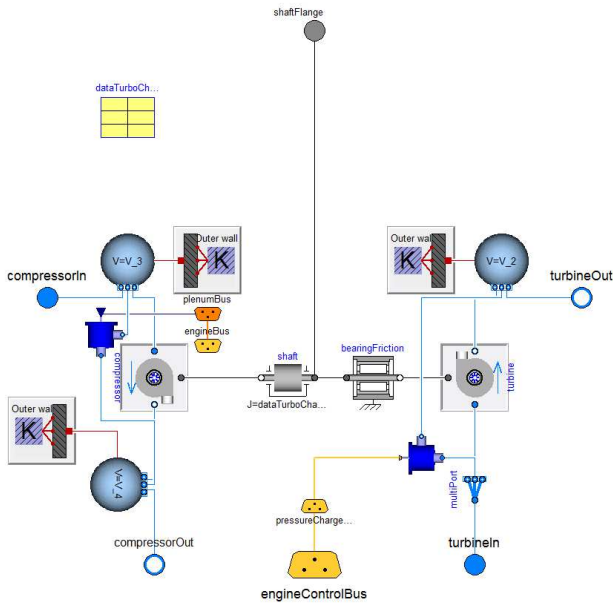 shaftFlange
dataTurboCh...
Outer wall
K
V=V_3
Outer wall
K
V=V_2
compressorIn
turbineOut
plenumBus
engineBus
compressor
shaft
bearingFriction
turbine
J=dataTurboCha...
Outer wall
K
V=V_4
multiPort
pressureCharge...
compressorOut
turbineIn
engineControlBus